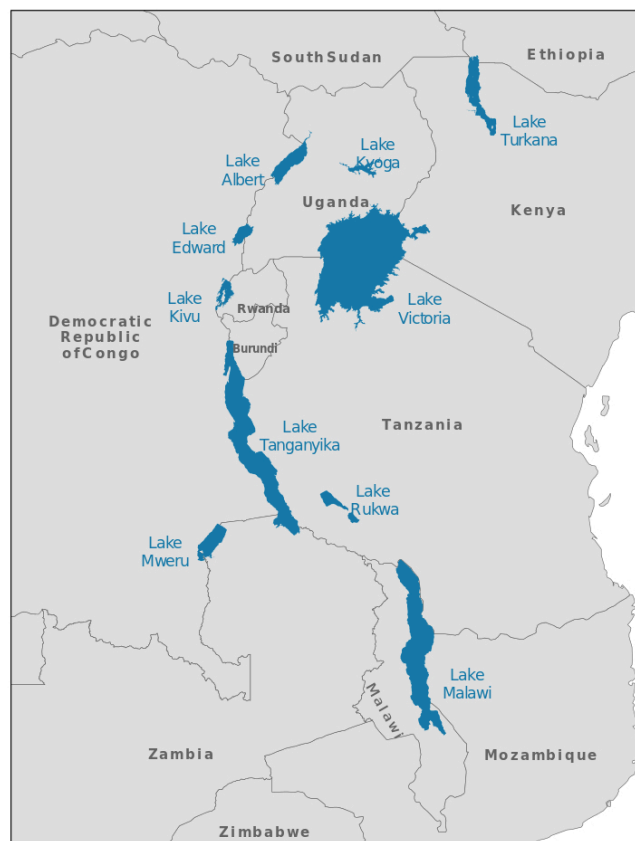 SouthSudan
Ethiopia
Lake
Turkana
Lake
Kyoga
Lake
Albert
Uganda
Kenya
Lake
Edward
Lake
Kivu
Rwanda
Lake
Victoria
Democratic
Republic
ofCongo
Burundi
Lake
Tanganyika
Tanzania
Lake
Rukwa
Lake
Mweru
Lake
Malawi
Malawi
Zambia
Mozambique
Zimbabwe